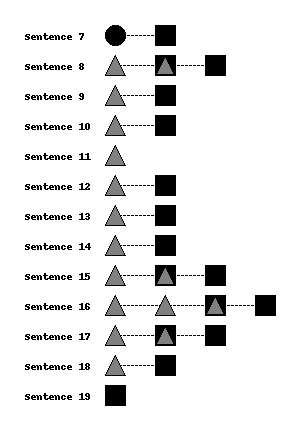 Sentence 7
Sentence 8
Sentence 9
Sentence 10
Sentence 11
Sentence 12
Sentence 13
Sentence 14
Sentence 15
Sentence 16
Sentence 17
Sentence 18
Sentence 19